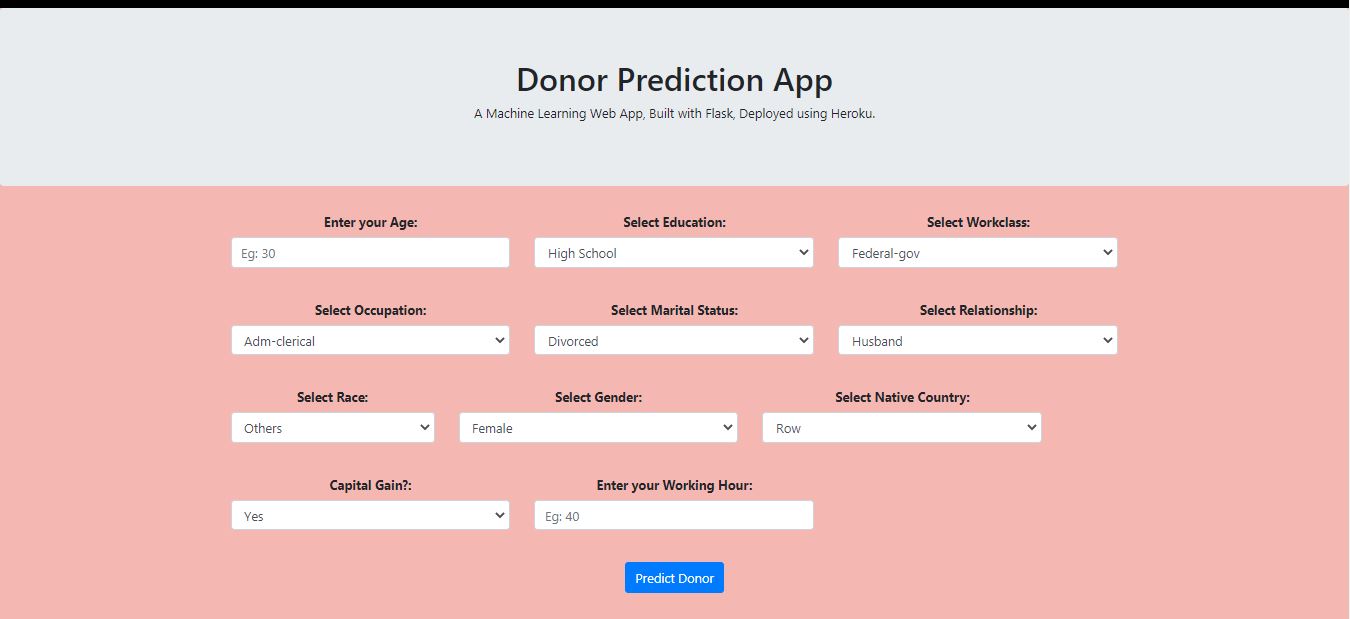 Donor Prediction App
A Machine Learning Web App, Built with Flask, Deployed using Heroku.
Enter your Age:
Select Education:
Select Workclass:
Eg: 30
High School
Federal-gov
Select Occupation:
Select Marital Status:
Select Relationship:
Adm-clerical
Divorced
Husband
Select Race:
Select Gender:
Select Native Country:
Others
Female
Row
Capital Gain?:
Enter your Working Hour:
Yes
Eg: 40
Predict Donor